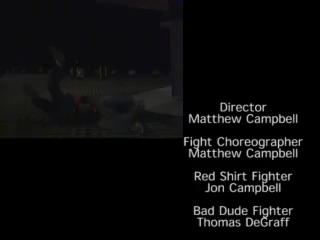 Director
Matthew Campbell
Fight Choreographer
Matthew Campbell
Red Shirt Fighter
Jon Campbell
Bad Dude Fighter
Thomas DeGraff